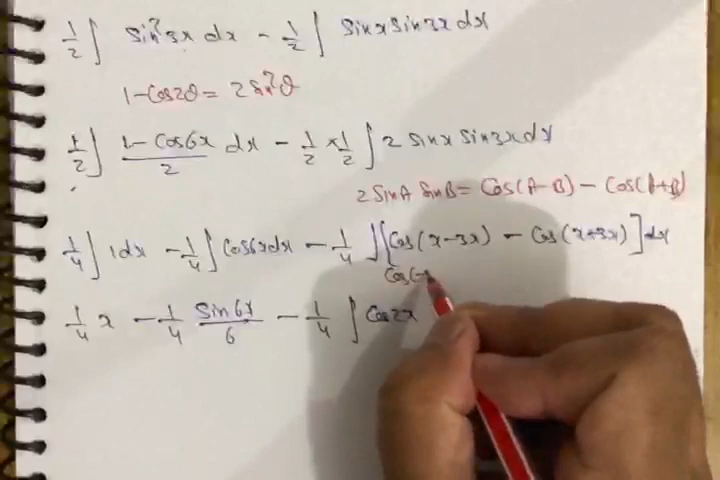 1/2 ∫ sin²3x dx - 1/2 ∫ sinx sin3x dx
1-cos2θ = 2sin²θ
1/2 ∫ (1-cos6x)/2 dx - 1/2 × 1/2 ∫ 2 sinx sin3x dx
2 sinA sinB = cos(A-B) - cos(A+B)
1/4 ∫ 1dx - 1/4 ∫ cos6xdx - 1/4 ∫ [cos(x-3x) - cos(x+3x)] dx
cos(-
1/4 x - 1/4 sin6x/6 - 1/4 ∫ cos2x